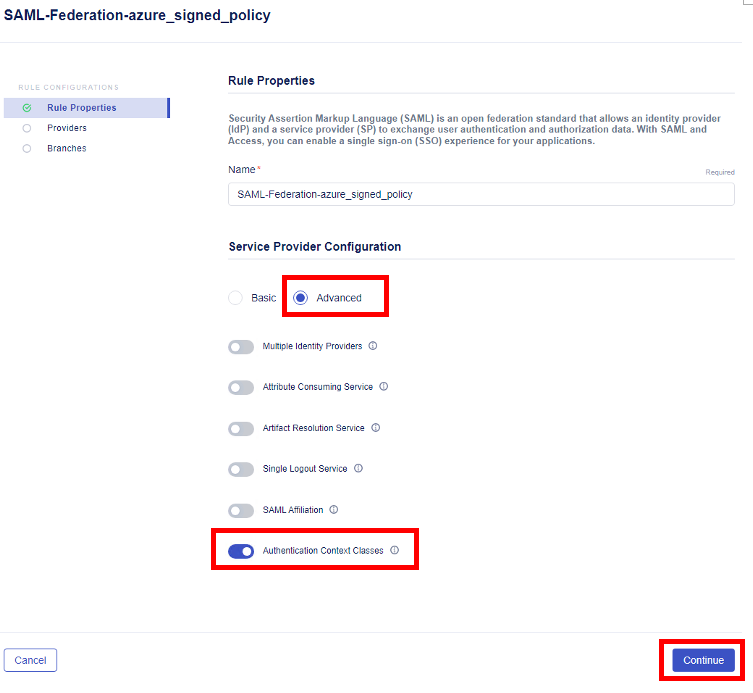 SAML-Federation-azure_signed_policy
RULE CONFIGURATIONS
Rule Properties
Providers
Branches
Rule Properties
Security Assertion Markup Language (SAML) is an open federation standard that allows an identity provider
(IdP) and a service provider (SP) to exchange user authentication and authorization data. With SAML and
Access, you can enable a single sign-on (SSO) experience for your applications.
Name*
Required
SAML-Federation-azure_signed_policy
Service Provider Configuration
Basic Advanced
Multiple Identity Providers
Attribute Consuming Service
Artifact Resolution Service
Single Logout Service
SAML Affiliation
Authentication Context Classes
Cancel
Continue